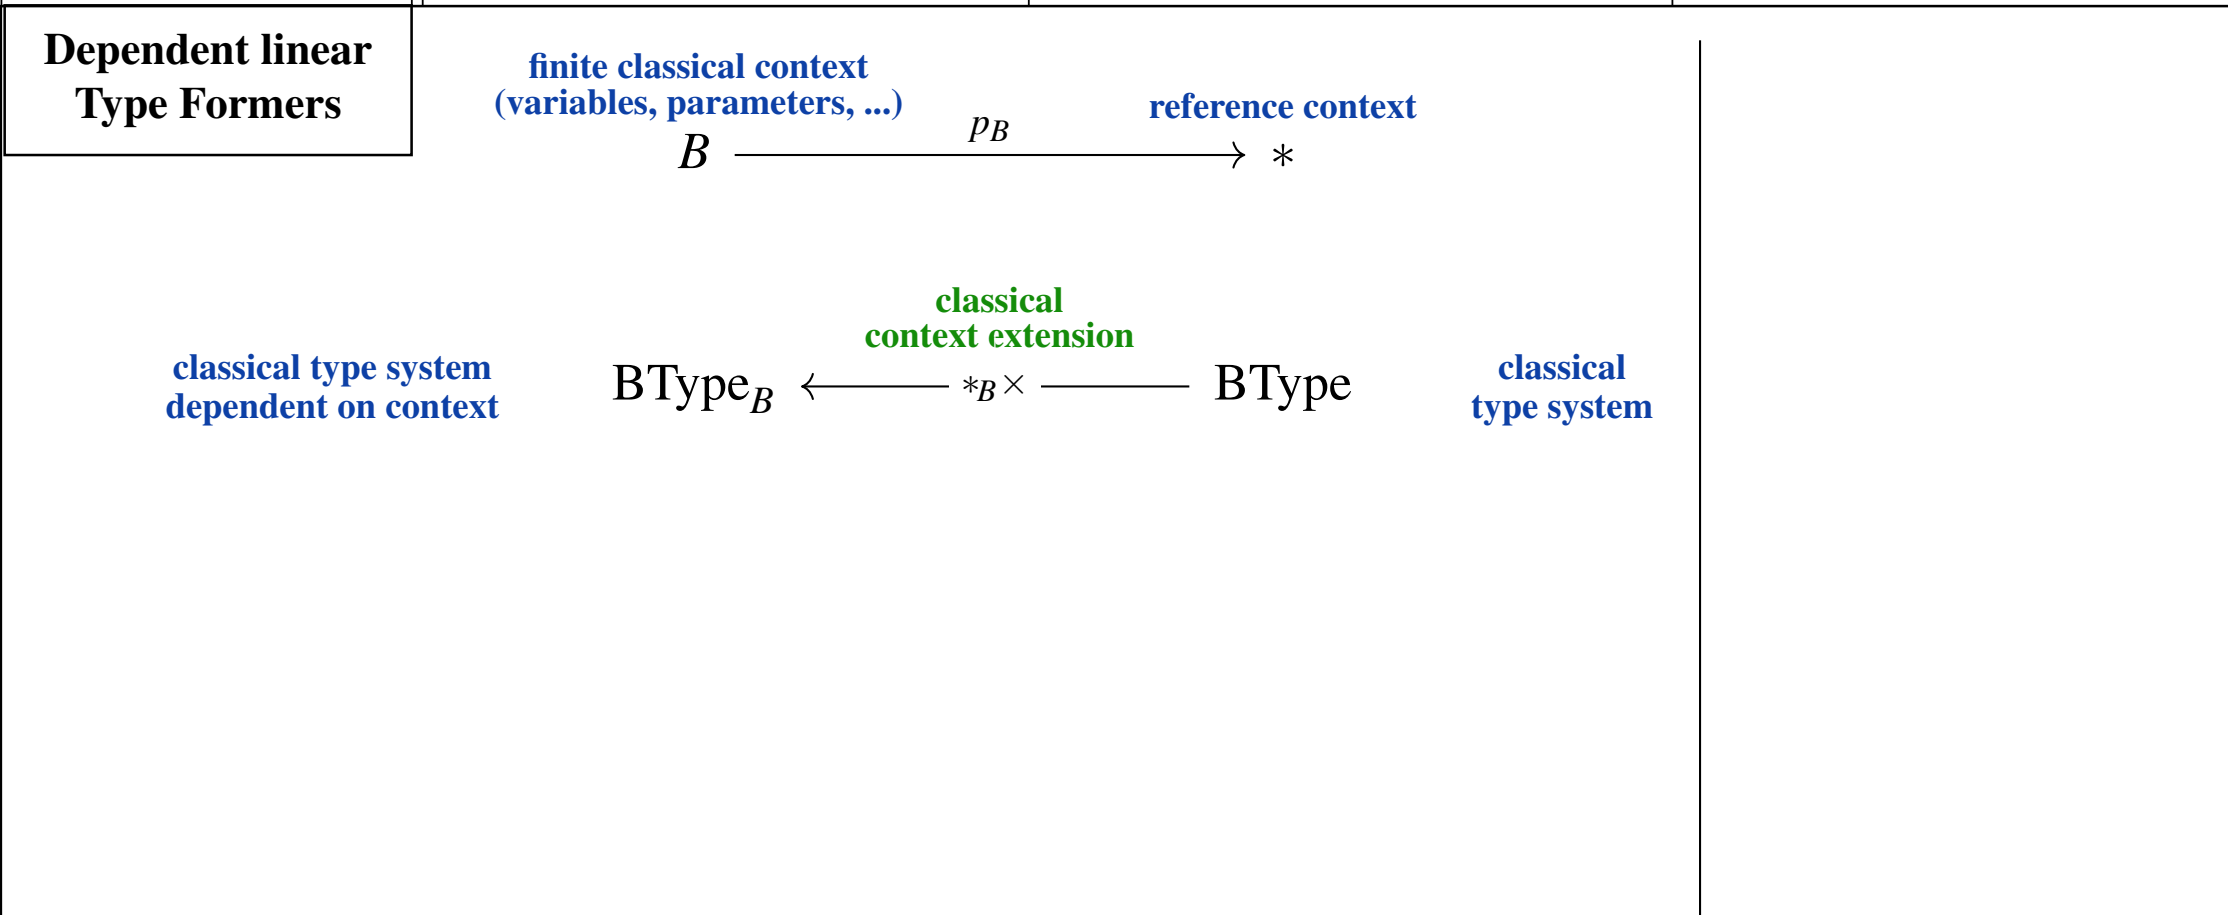 Dependent linear
Type Formers
finite classical context
(variables, parameters, ...)
reference context
B
p_B
*
classical
context extension
classical type system
dependent on context
BType_B
*_B ×
BType
classical
type system